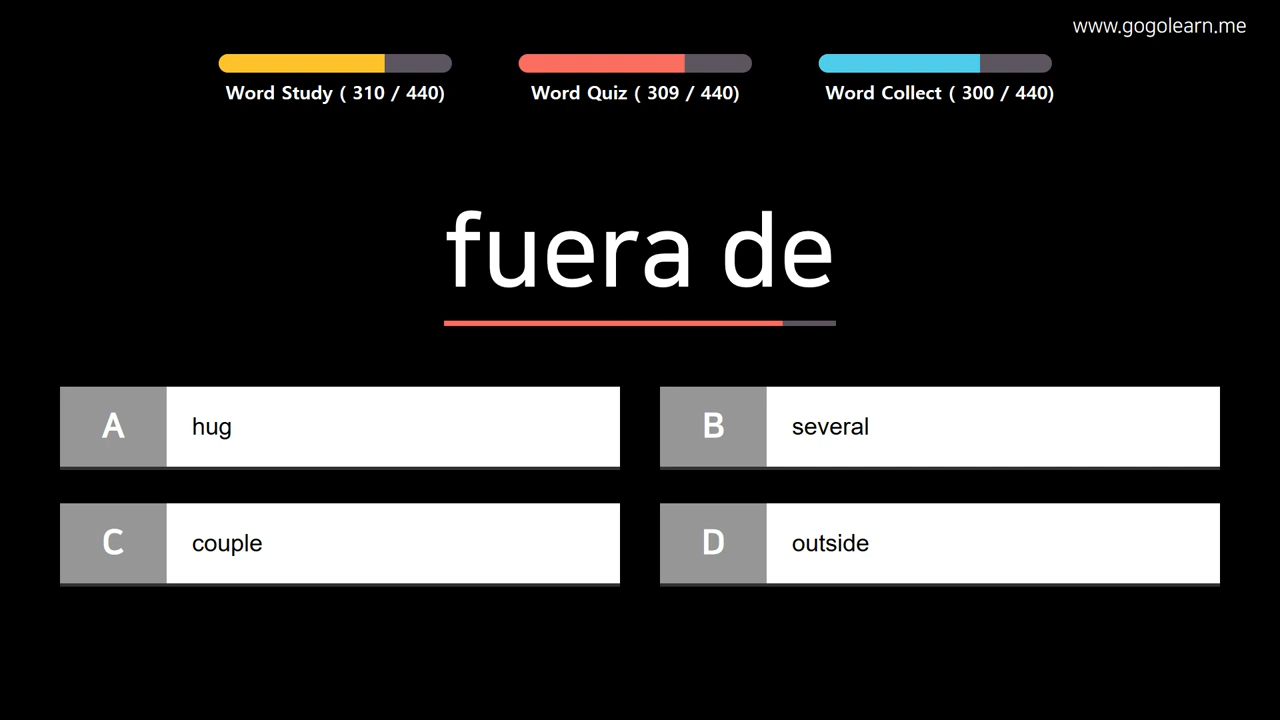 www.gogolearn.me
Word Study ( 310 / 440)
Word Quiz ( 309 / 440)
Word Collect ( 300 / 440)
fuera de
A hug
B several
C couple
D outside